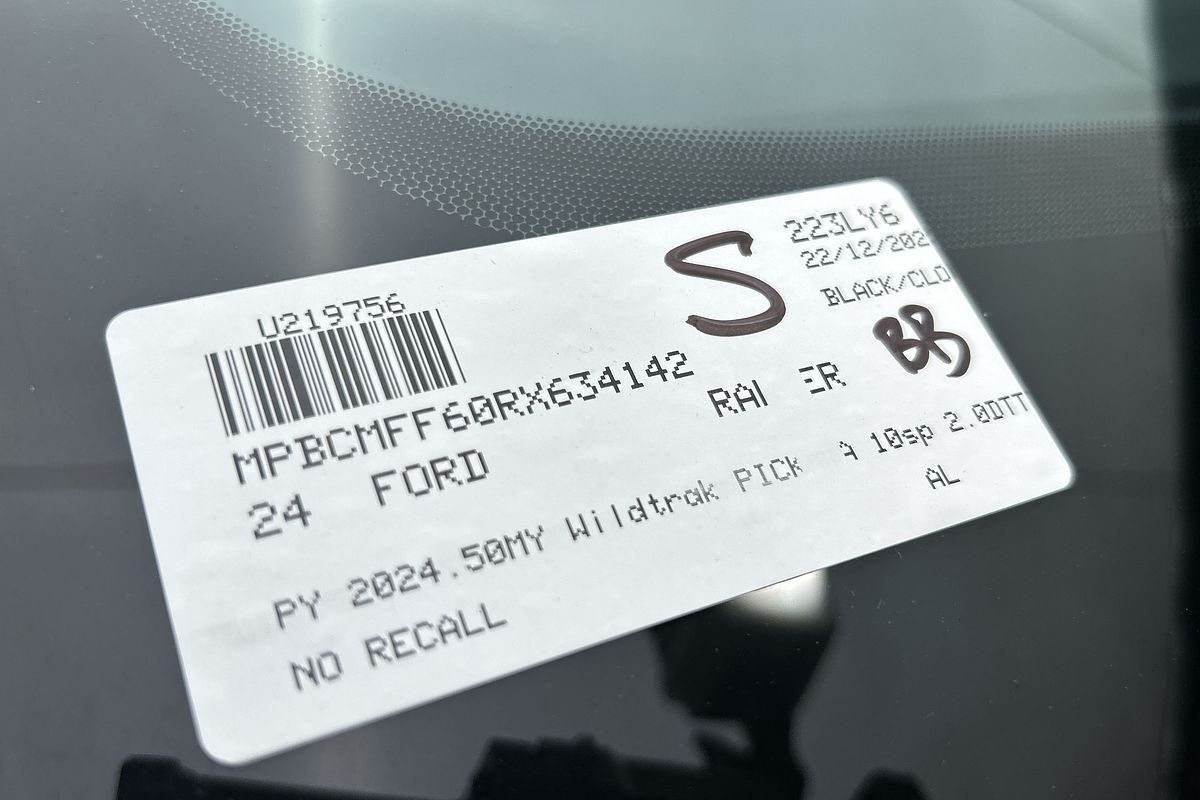 S 223LY6
22/12/202
U219756 BLACK/CLO
BB
MPBCMFF60RX634142
24 FORD RAN ER
PY 2024.50MY Wildtrak PICK A 10sp 2.0DTT
NO RECALL AL